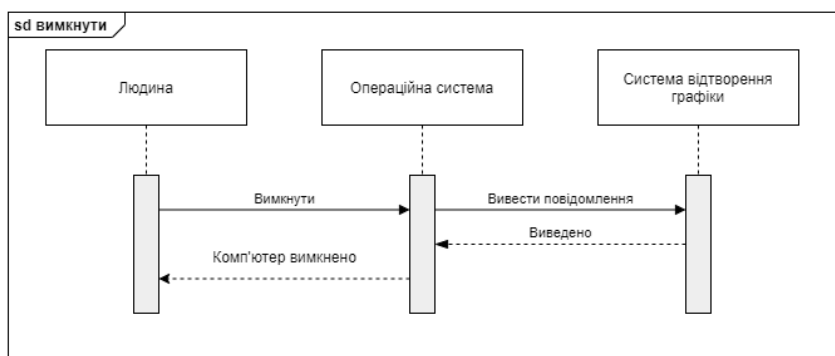 sd вимкнути
Людина
Операційна система
Система відтворення
графіки
Вимкнути
Вивести повідомлення
Виведено
Комп'ютер вимкнено